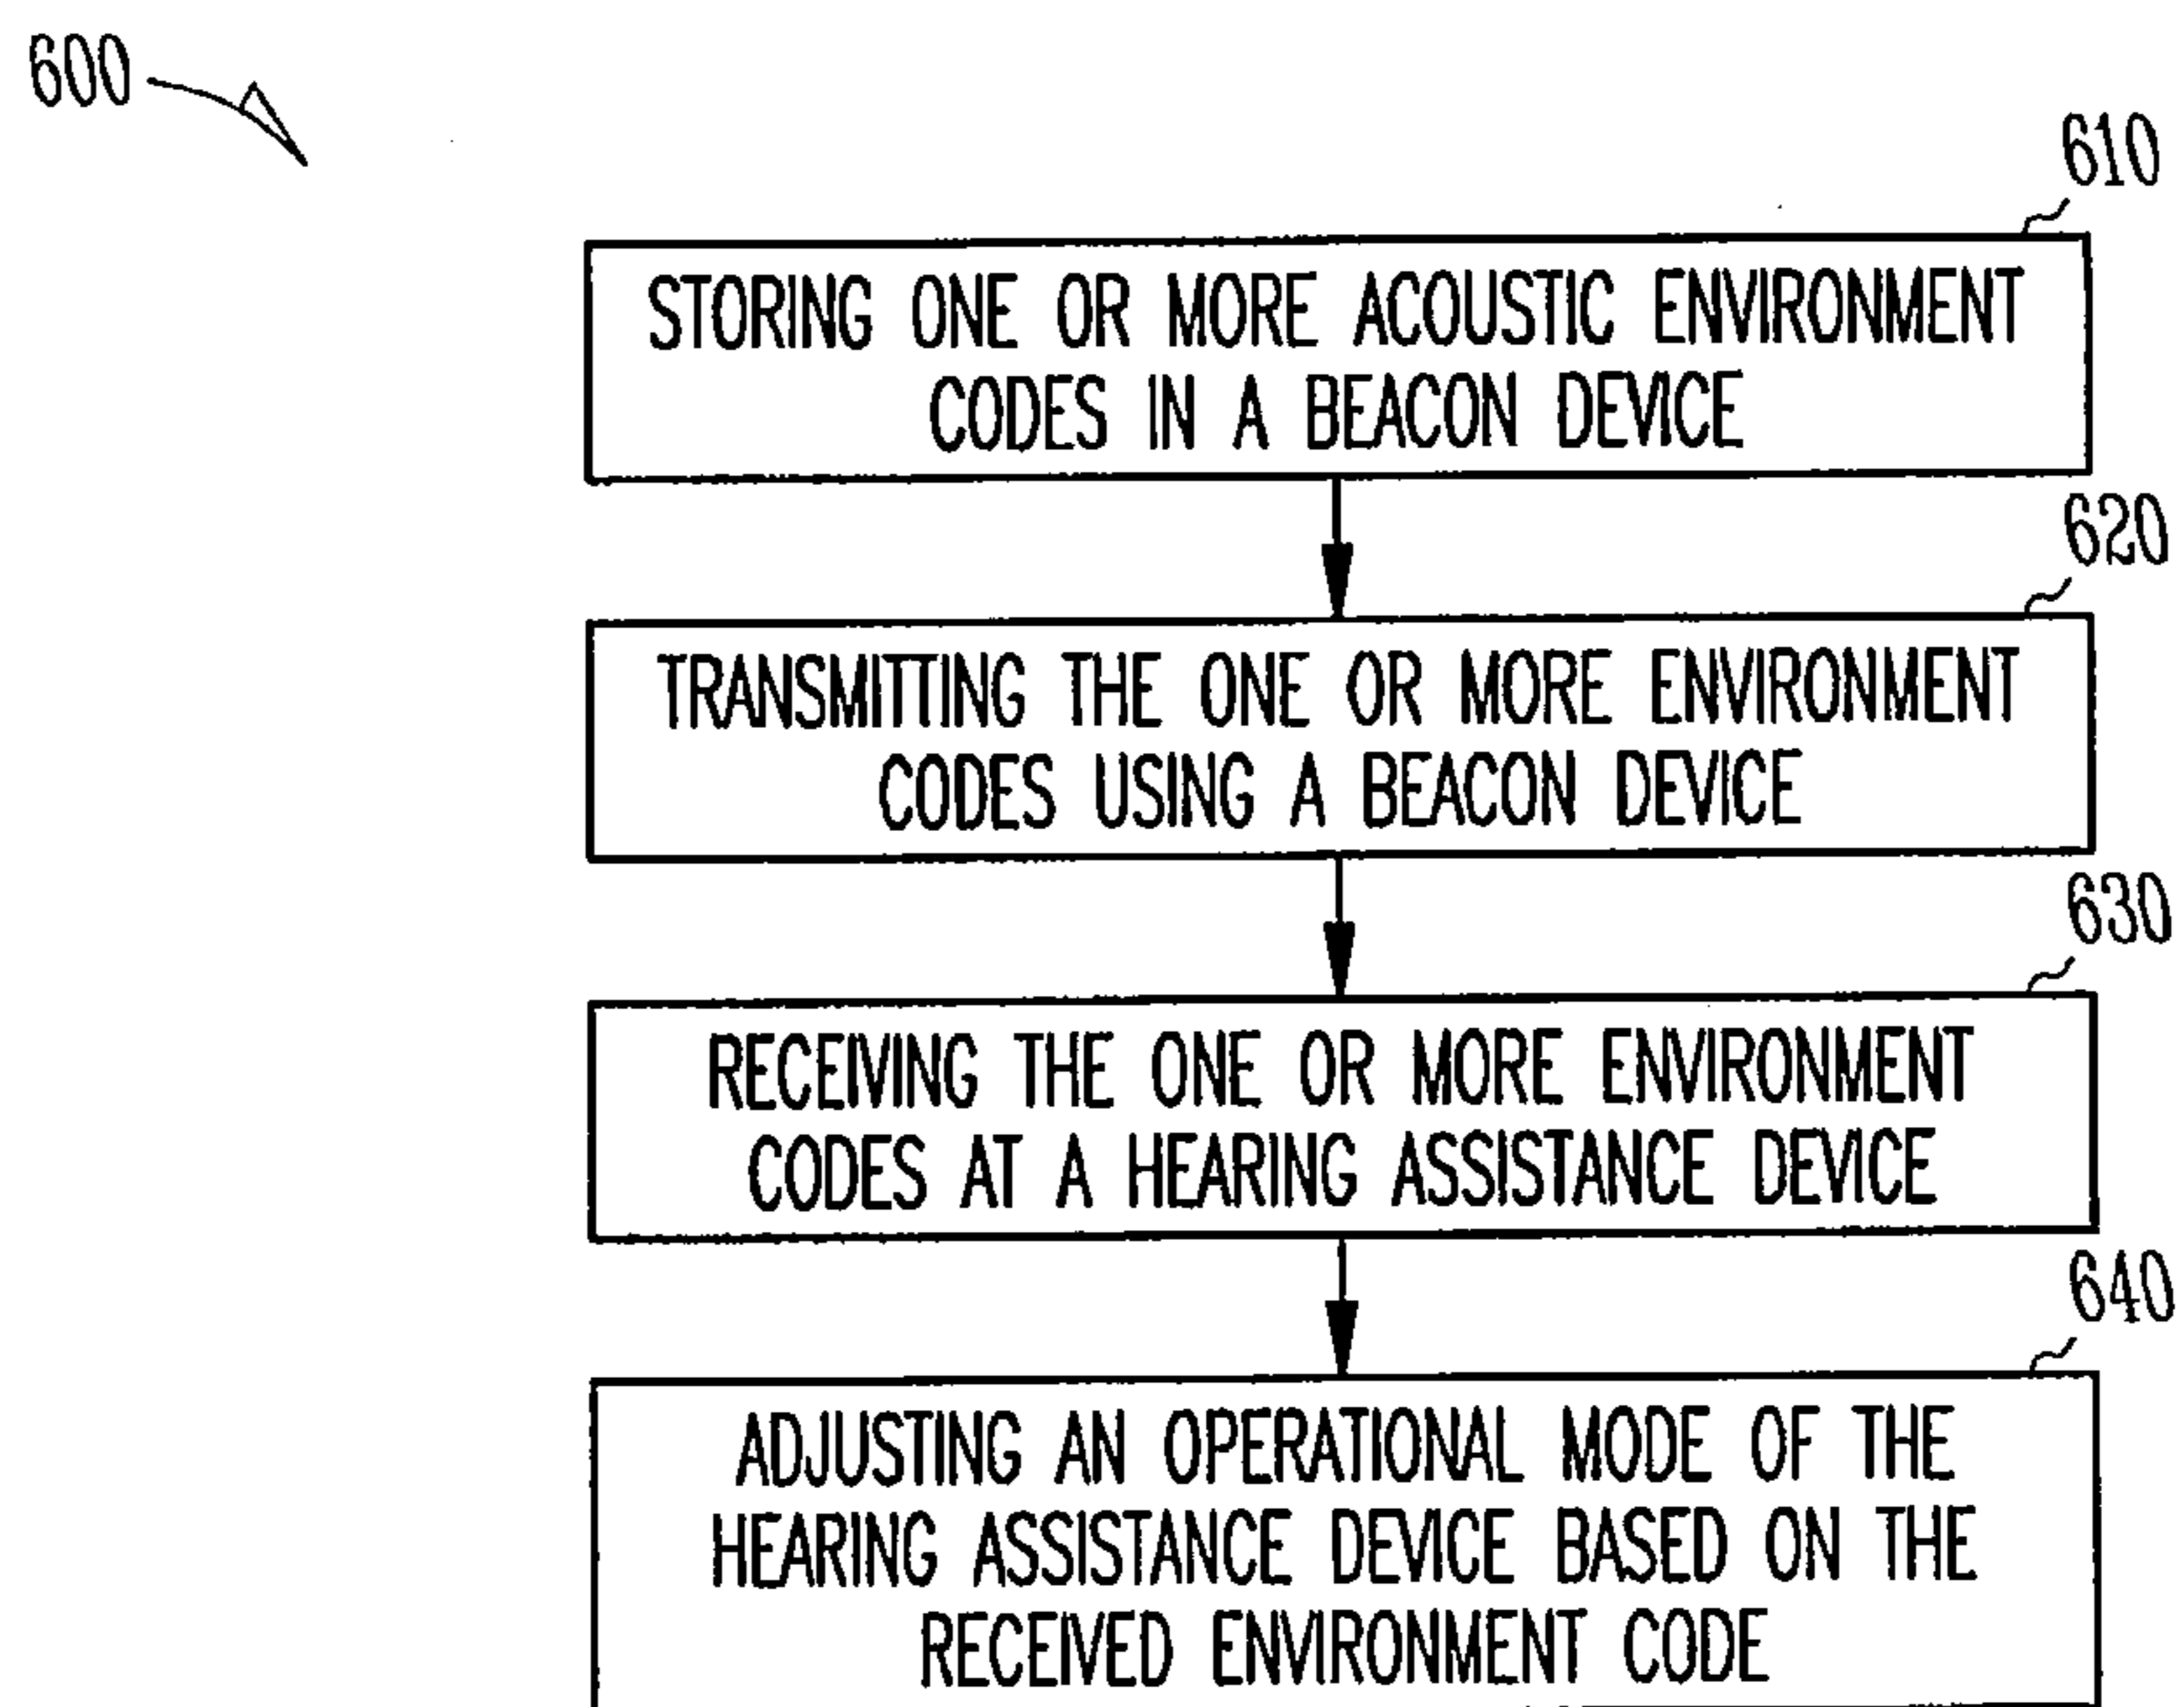 600
610
STORING ONE OR MORE ACOUSTIC ENVIRONMENT
CODES IN A BEACON DEVICE
620
TRANSMITTING THE ONE OR MORE ENVIRONMENT
CODES USING A BEACON DEVICE
630
RECEIVING THE ONE OR MORE ENVIRONMENT
CODES AT A HEARING ASSISTANCE DEVICE
640
ADJUSTING AN OPERATIONAL MODE OF THE
HEARING ASSISTANCE DEVICE BASED ON THE
RECEIVED ENVIRONMENT CODE